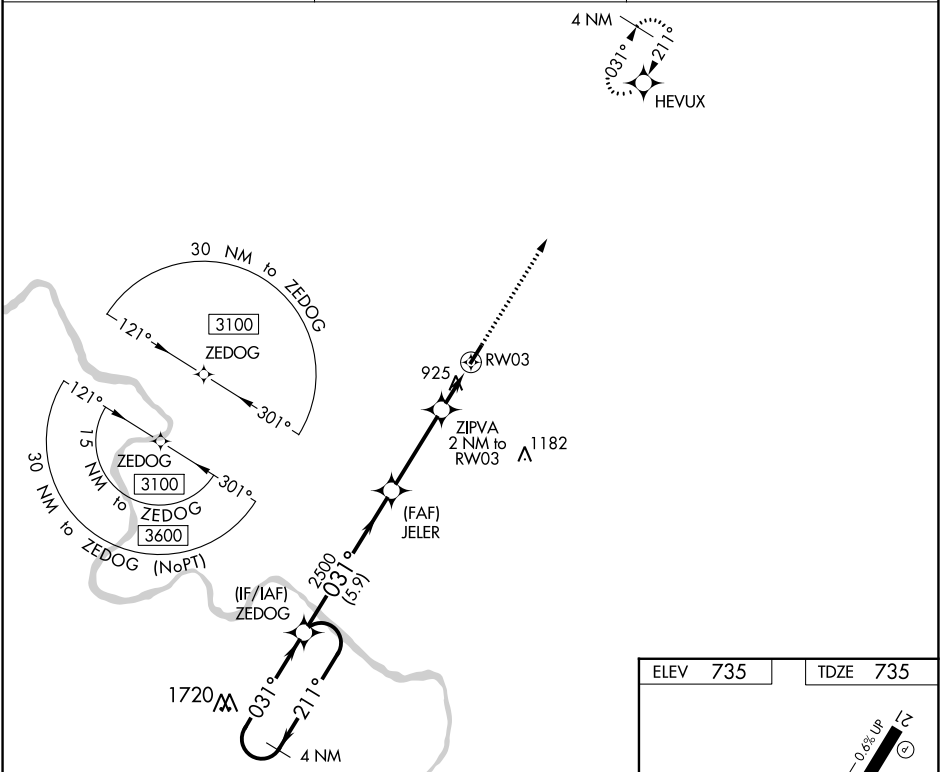 4 NM
031°
211°
HEVUX
30 NM to ZEDOG
121°
3100
ZEDOG
301°
121°
ZEDOG
15 NM to ZEDOG
3100
301°
3600
30 NM to ZEDOG (NoPT)
RW03
925
ZIPVA
2 NM to
RW03
1182
(FAF)
JELER
2500
031°
(5.9)
(IF/IAF)
ZEDOG
1720
031°
211°
4 NM
ELEV 735
TDZE 735
21
0.6% UP
P